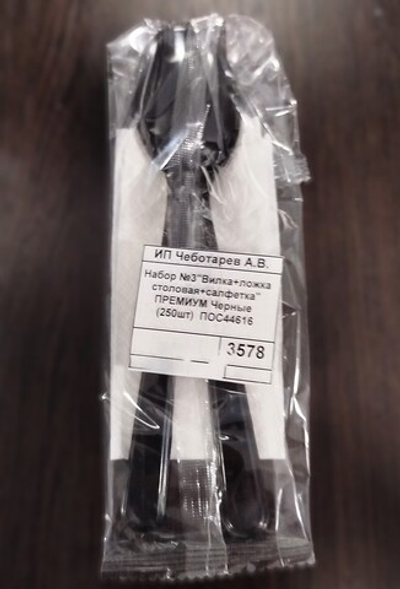 ИП Чеботарев А.В.
Набор №3"Вилка+ложка
столовая+салфетка"
ПРЕМИУМ Черные
(250шт) ПОС44616
3578